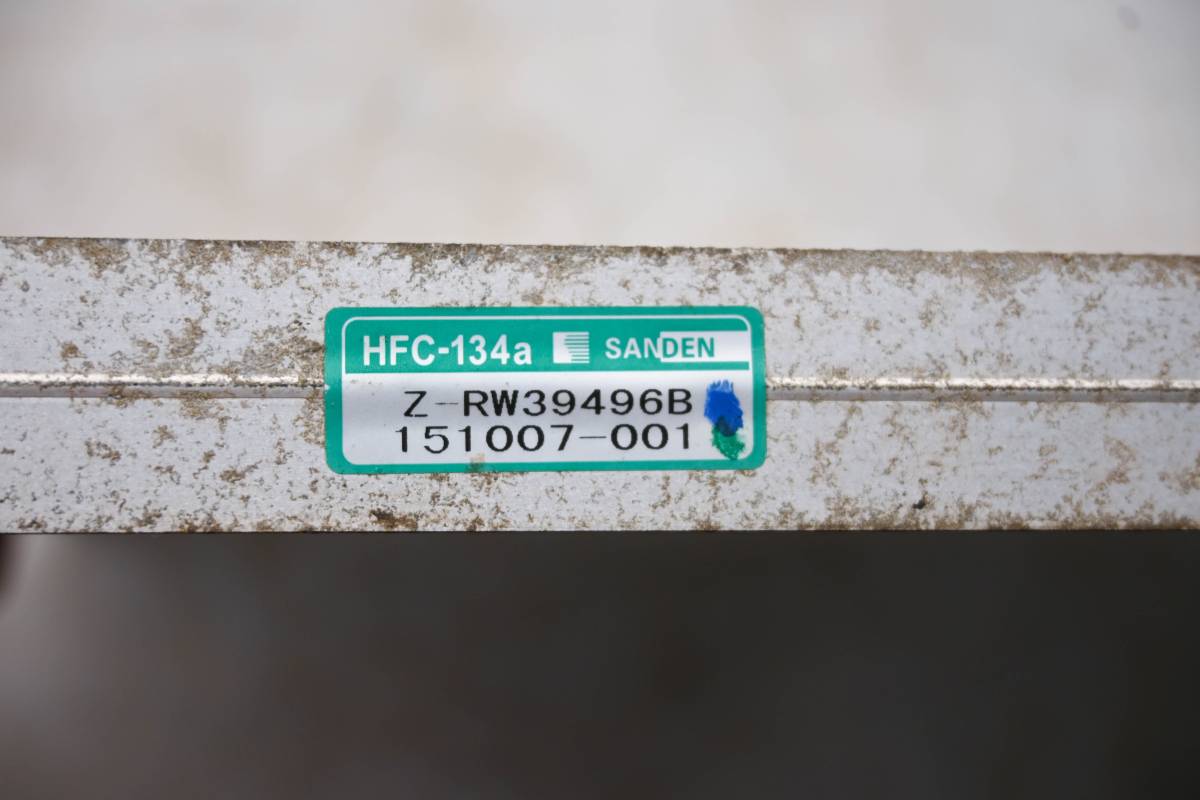 HFC-134a SANDEN
Z-RW39496B
151007-001